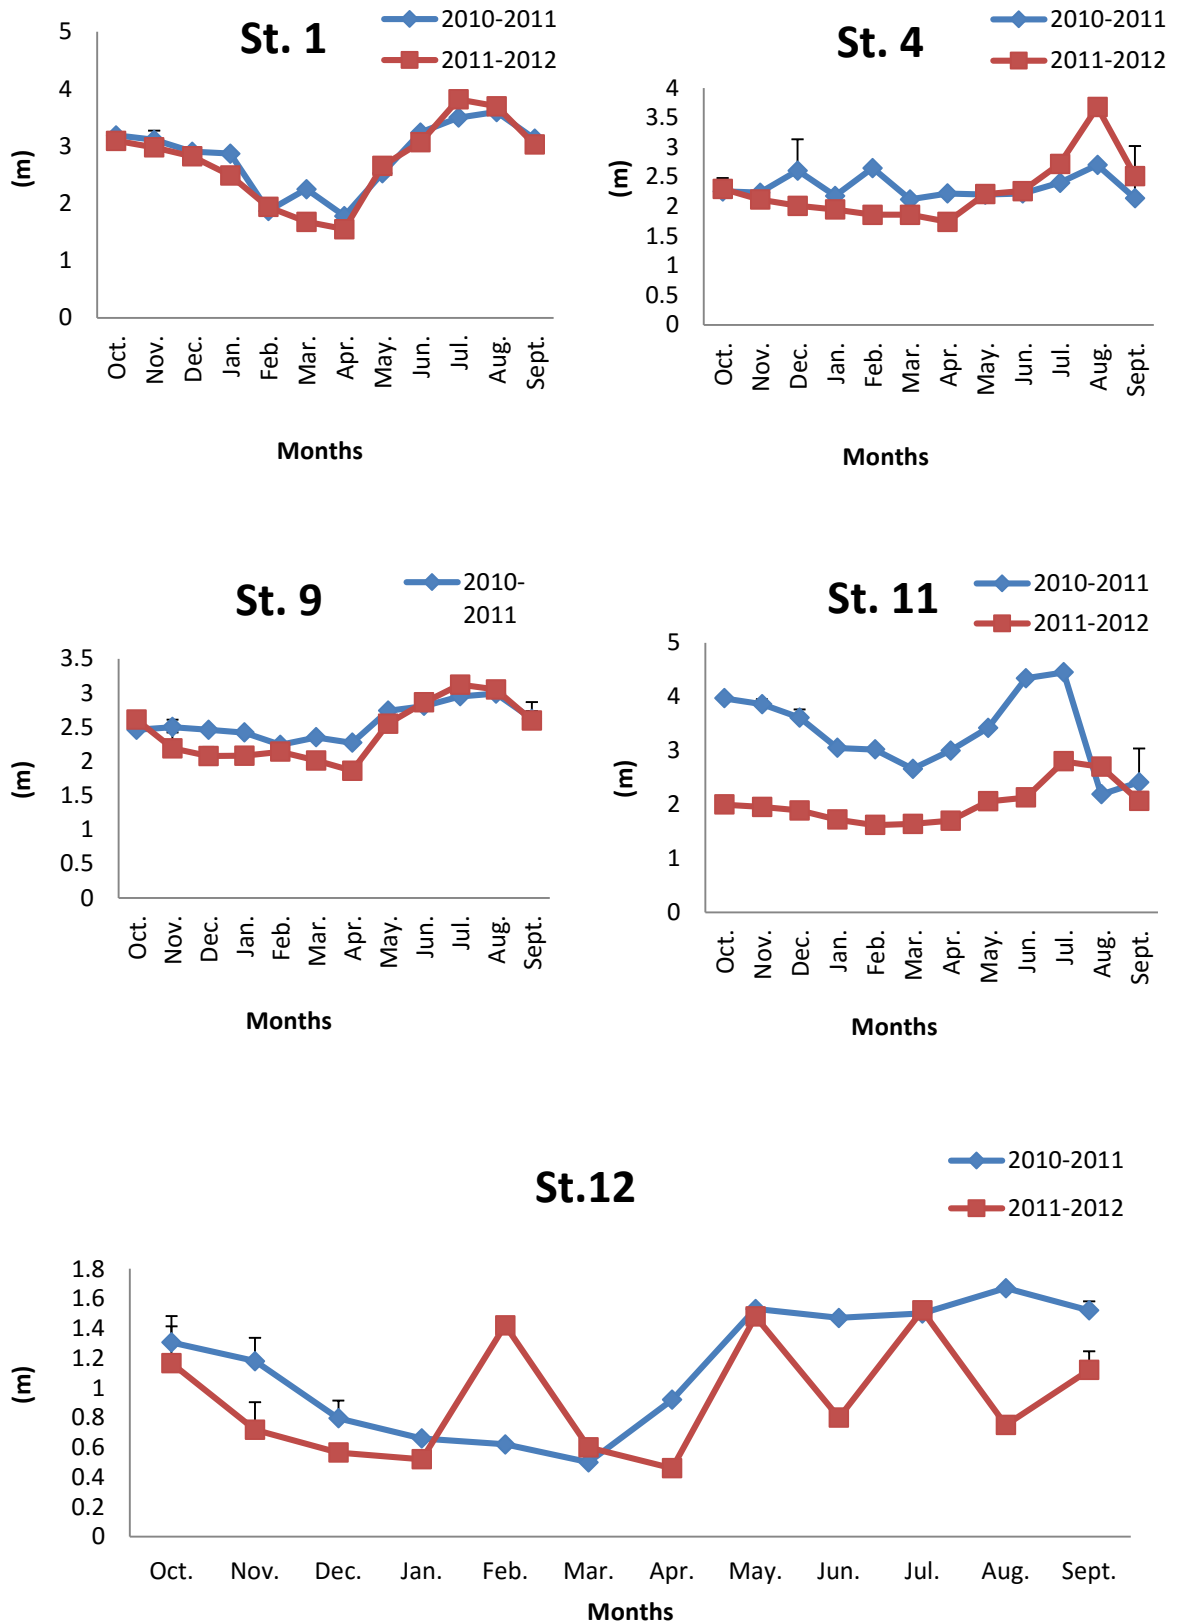 St. 1
2010-2011
2011-2012
(m)
5
4
3
2
1
0
Oct.
Nov.
Dec.
Jan.
Feb.
Mar.
Apr.
May.
Jun.
Jul.
Aug.
Sept.
Months
St. 4
2010-2011
2011-2012
(m)
4
3.5
3
2.5
2
1.5
1
0.5
0
Oct.
Nov.
Dec.
Jan.
Feb.
Mar.
Apr.
May.
Jun.
Jul.
Aug.
Sept.
Months
St. 9
2010-
2011
(m)
3.5
3
2.5
2
1.5
1
0.5
0
Oct.
Nov.
Dec.
Jan.
Feb.
Mar.
Apr.
May.
Jun.
Jul.
Aug.
Sept.
Months
St. 11
2010-2011
2011-2012
(m)
5
4
3
2
1
0
Oct.
Nov.
Dec.
Jan.
Feb.
Mar.
Apr.
May.
Jun.
Jul.
Aug.
Sept.
Months
St.12
2010-2011
2011-2012
(m)
1.8
1.6
1.4
1.2
1
0.8
0.6
0.4
0.2
0
Oct. Nov. Dec. Jan. Feb. Mar. Apr. May. Jun. Jul. Aug. Sept.
Months